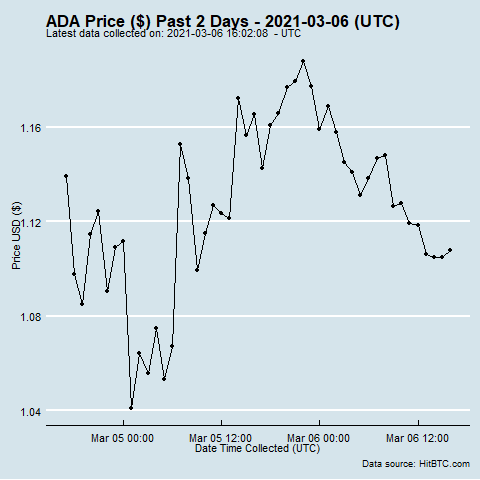 ADA Price ($) Past 2 Days - 2021-03-06 (UTC)
Latest data collected on: 2021-03-06 16:02:08 - UTC
Price USD ($)
1.16
1.12
1.08
1.04
Mar 05 00:00
Mar 05 12:00
Mar 06 00:00
Mar 06 12:00
Date Time Collected (UTC)
Data source: HitBTC.com